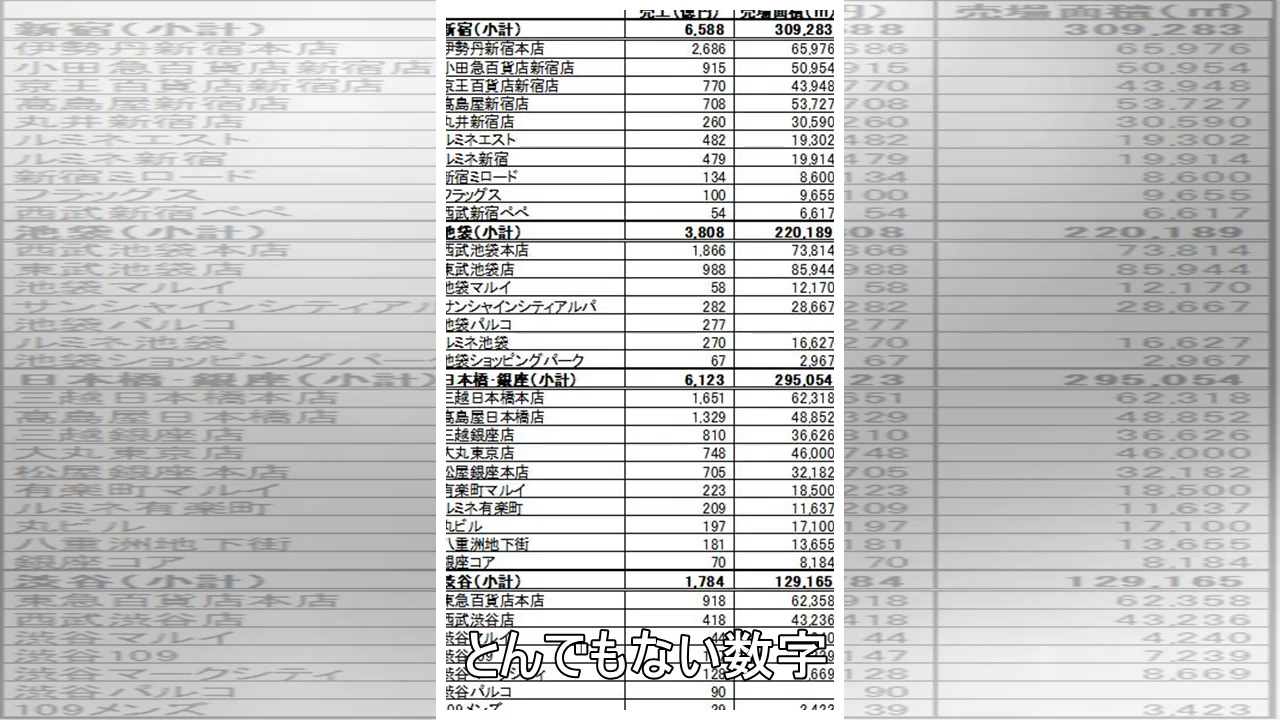 売上(億円) 売場面積(㎡)
新宿(小計) 6,588 309,283
伊勢丹新宿本店 2,686 65,976
小田急百貨店新宿店 915 50,954
京王百貨店新宿店 770 43,948
高島屋新宿店 708 53,727
丸井新宿店 260 30,590
ルミネエスト 482 19,302
ルミネ新宿 479 19,914
新宿ミロード 134 8,600
フラッグス 100 9,655
西武新宿ペペ 54 6,617
池袋(小計) 3,808 220,189
西武池袋本店 1,866 73,814
東武池袋店 988 85,944
池袋マルイ 58 12,170
サンシャインシティアルパ 282 28,667
池袋パルコ 277
ルミネ池袋 270 16,627
池袋ショッピングパーク 67 2,967
日本橋・銀座(小計) 6,123 295,054
三越日本橋本店 1,651 62,318
高島屋日本橋店 1,329 48,852
三越銀座店 810 36,626
大丸東京店 748 46,000
松屋銀座本店 705 32,182
有楽町マルイ 223 18,500
ルミネ有楽町 209 11,637
丸ビル 197 17,100
八重洲地下街 181 13,655
銀座コア 70 8,184
渋谷(小計) 1,784 129,165
東急百貨店本店 918 62,358
西武渋谷店 418 43,236
渋谷マルイ 44 4,240
渋谷109 147 7,239
渋谷マークシティ 128 8,669
渋谷パルコ 90
109メンズ 39 3,423
とんでもない数字